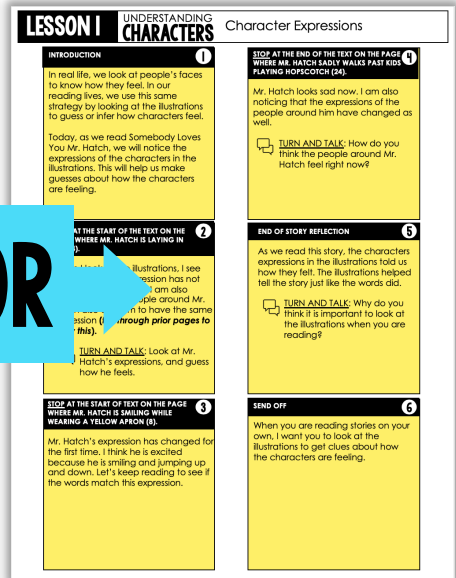 LESSON 1
UNDERSTANDING
CHARACTERS
Character Expressions
INTRODUCTION
1
In real life, we look at people's faces
to know how they feel. In our
reading lives, we use this same
strategy by looking at the illustrations
to guess or infer how characters feel.
Today, as we read Somebody Loves
You Mr. Hatch, we will notice the
expressions of the characters in the
illustrations. This will help us make
guesses about how the characters
are feeling.
AT THE START OF THE TEXT ON THE
2
WHERE MR. HATCH IS LAYING IN
illustrations, I see
has not
am also
around Mr.
to have the same
through prior pages to
this).
TURN AND TALK: Look at Mr.
Hatch's expressions, and guess
how he feels.
STOP AT THE START OF TEXT ON THE PAGE
WHERE MR. HATCH IS SMILING WHILE
WEARING A YELLOW APRON (8).
3
Mr. Hatch's expression has changed for
the first time. I think he is excited
because he is smiling and jumping up
and down. Let's keep reading to see if
the words match this expression.
STOP AT THE END OF THE TEXT ON THE PAGE
WHERE MR. HATCH SADLY WALKS PAST KIDS
PLAYING HOPSCOTCH (24).
4
Mr. Hatch looks sad now. I am also
noticing that the expressions of the
people around him have changed as
well.
TURN AND TALK: How do you
think the people around Mr.
Hatch feel right now?
END OF STORY REFLECTION
5
As we read this story, the characters
expressions in the illustrations told us
how they felt. The illustrations helped
tell the story just like the words did.
TURN AND TALK: Why do you
think it is important to look at
the illustrations when you are
reading?
SEND OFF
6
When you are reading stories on your
own, I want you to look at the
illustrations to get clues about how
the characters are feeling.